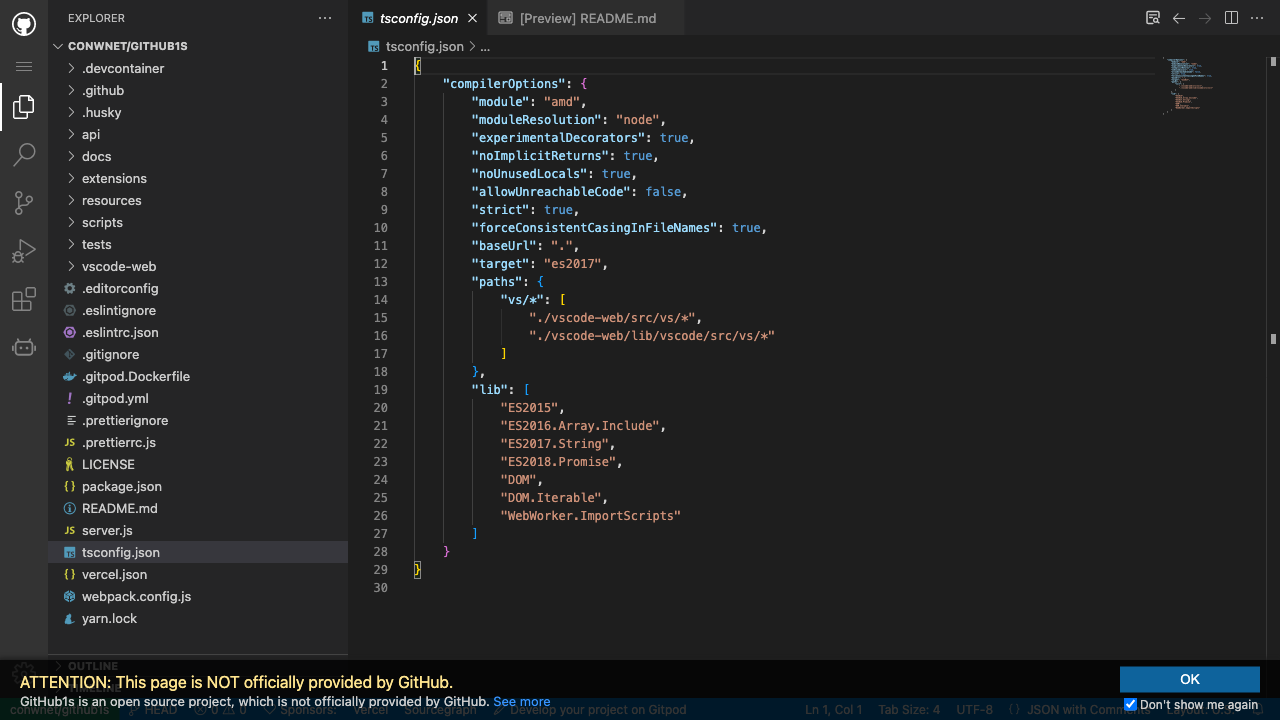 EXPLORER
CONWNET/GITHUB1S
.devcontainer
.github
.husky
api
docs
extensions
resources
scripts
tests
vscode-web
.editorconfig
.eslintignore
.eslintrc.json
.gitignore
.gitpod.Dockerfile
.gitpod.yml
.prettierignore
JS .prettierrc.js
LICENSE
{} package.json
README.md
JS server.js
TS tsconfig.json
{} vercel.json
webpack.config.js
yarn.lock
OUTLINE
TIMELINE
TS tsconfig.json
[Preview] README.md
TS tsconfig.json > ...
1 {
2 "compilerOptions": {
3 "module": "amd",
4 "moduleResolution": "node",
5 "experimentalDecorators": true,
6 "noImplicitReturns": true,
7 "noUnusedLocals": true,
8 "allowUnreachableCode": false,
9 "strict": true,
10 "forceConsistentCasingInFileNames": true,
11 "baseUrl": ".",
12 "target": "es2017",
13 "paths": {
14 "vs/*": [
15 "./vscode-web/src/vs/*",
16 "./vscode-web/lib/vscode/src/vs/*"
17 ]
18 },
19 "lib": [
20 "ES2015",
21 "ES2016.Array.Include",
22 "ES2017.String",
23 "ES2018.Promise",
24 "DOM",
25 "DOM.Iterable",
26 "WebWorker.ImportScripts"
27 ]
28 }
29 }
30
ATTENTION: This page is NOT officially provided by GitHub.
GitHub1s is an open source project, which is not officially provided by GitHub. See more
OK
Don't show me again
conwnet/github1s HEAD 0 0 Sponsors: Vercel Sourcegraph Develop your project on Gitpod
Ln 1, Col 1 Tab Size: 4 UTF-8 {} JSON with Comments Layout: